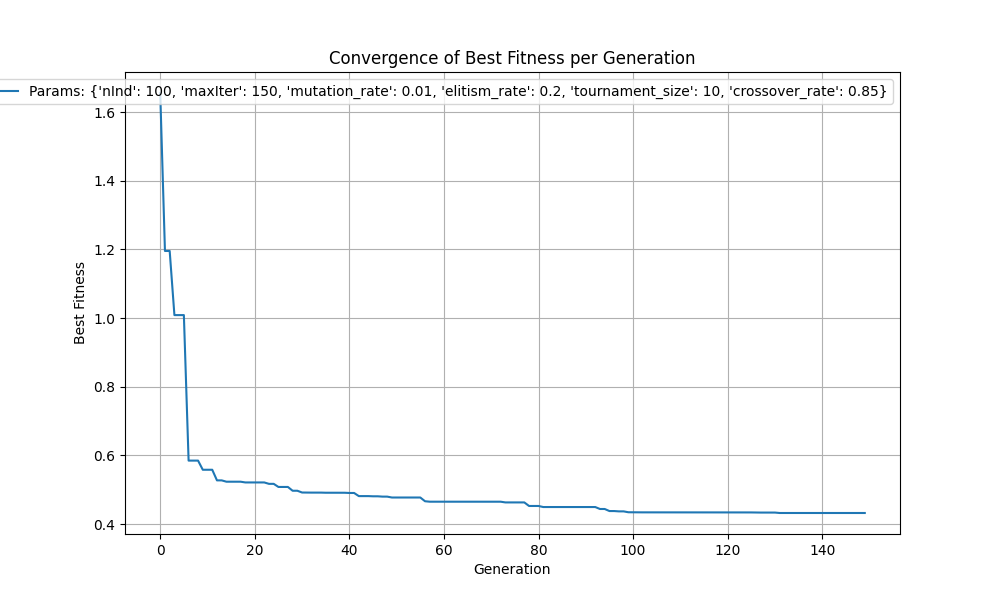 Convergence of Best Fitness per Generation
Params: {'nInd': 100, 'maxIter': 150, 'mutation_rate': 0.01, 'elitism_rate': 0.2, 'tournament_size': 10, 'crossover_rate': 0.85}
1.6
1.4
1.2
1.0
0.8
0.6
0.4
Best Fitness
0 20 40 60 80 100 120 140
Generation